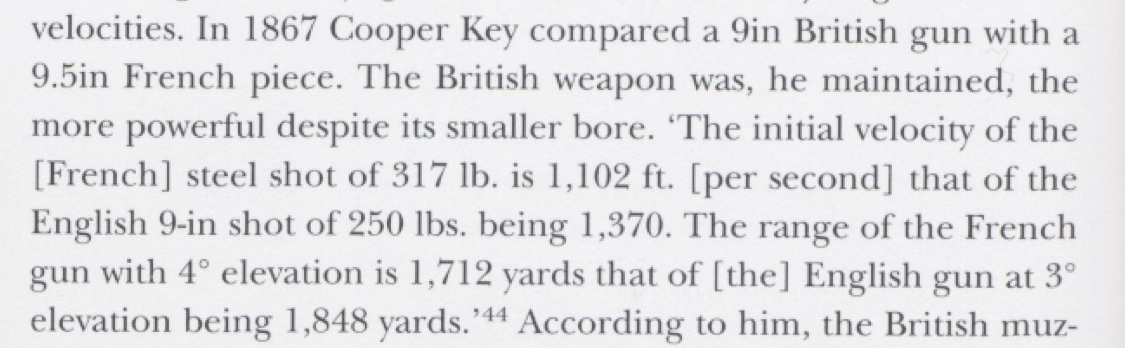 velocities. In 1867 Cooper Key compared a 9in British gun with a
9.5in French piece. The British weapon was, he maintained, the
more powerful despite its smaller bore. ‘The initial velocity of the
[French] steel shot of 317 lb. is 1,102 ft. [per second] that of the
English 9-in shot of 250 lbs. being 1,370. The range of the French
gun with 4° elevation is 1,712 yards that of [the] English gun at 3°
elevation being 1,848 yards.’44 According to him, the British muz-